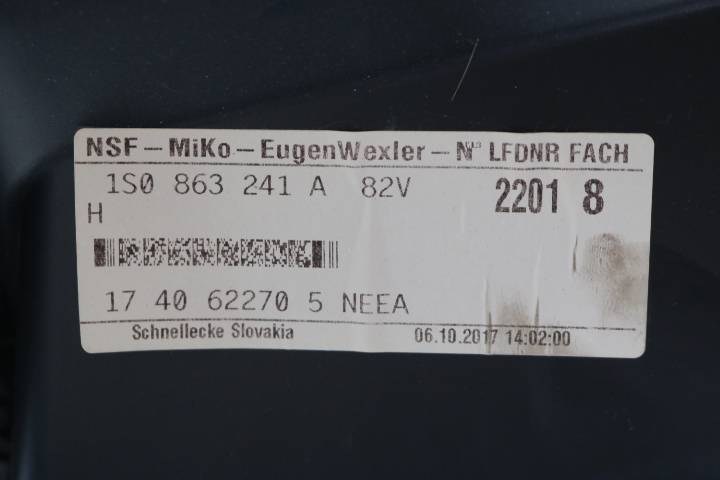 NSF – MiKo – EugenWexler – N LFDNR FACH
1S0 863 241 A 82V 2201 8
H
17 40 62270 5 NEEA
Schnellecke Slovakia 06.10.2017 14:02:00